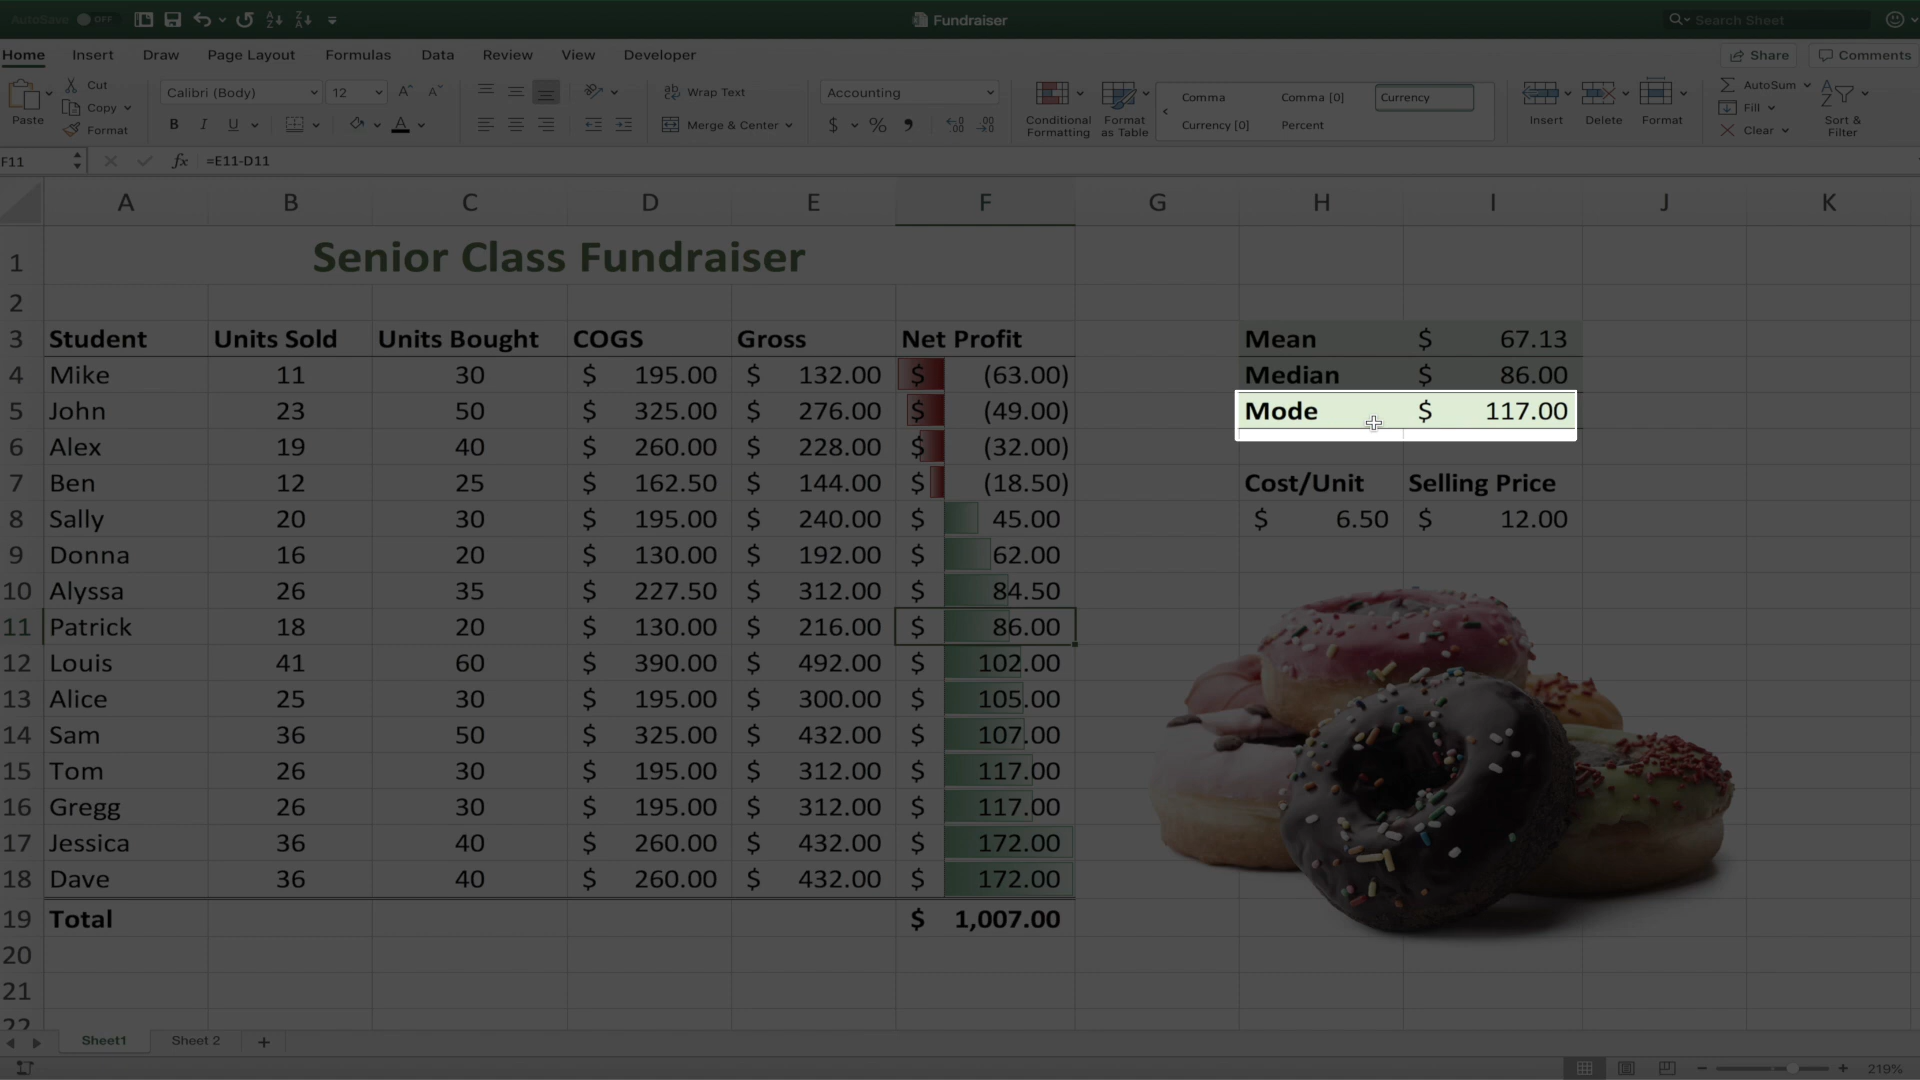 AutoSave OFF Fundraiser Search Sheet
Home Insert Draw Page Layout Formulas Data Review View Developer Share Comments
Paste Cut Copy Format
Calibri (Body) 12 A^ A˅
B I U A
Wrap Text
Merge & Center
Accounting
$ % ,
Conditional Formatting Format as Table
Comma Comma [0] Currency
Currency [0] Percent
Insert Delete Format
AutoSum Fill Clear
Sort & Filter
F11 fx =E11-D11
A B C D E F G H I J K
1 Senior Class Fundraiser
2
3 Student Units Sold Units Bought COGS Gross Net Profit Mean $ 67.13
4 Mike 11 30 $ 195.00 $ 132.00 $ (63.00) Median $ 86.00
5 John 23 50 $ 325.00 $ 276.00 $ (49.00) Mode $ 117.00
6 Alex 19 40 $ 260.00 $ 228.00 $ (32.00)
7 Ben 12 25 $ 162.50 $ 144.00 $ (18.50) Cost/Unit Selling Price
8 Sally 20 30 $ 195.00 $ 240.00 $ 45.00 $ 6.50 $ 12.00
9 Donna 16 20 $ 130.00 $ 192.00 $ 62.00
10 Alyssa 26 35 $ 227.50 $ 312.00 $ 84.50
11 Patrick 18 20 $ 130.00 $ 216.00 $ 86.00
12 Louis 41 60 $ 390.00 $ 492.00 $ 102.00
13 Alice 25 30 $ 195.00 $ 300.00 $ 105.00
14 Sam 36 50 $ 325.00 $ 432.00 $ 107.00
15 Tom 26 30 $ 195.00 $ 312.00 $ 117.00
16 Gregg 26 30 $ 195.00 $ 312.00 $ 117.00
17 Jessica 36 40 $ 260.00 $ 432.00 $ 172.00
18 Dave 36 40 $ 260.00 $ 432.00 $ 172.00
19 Total $ 1,007.00
20
21
22
Sheet1 Sheet 2 +
219%